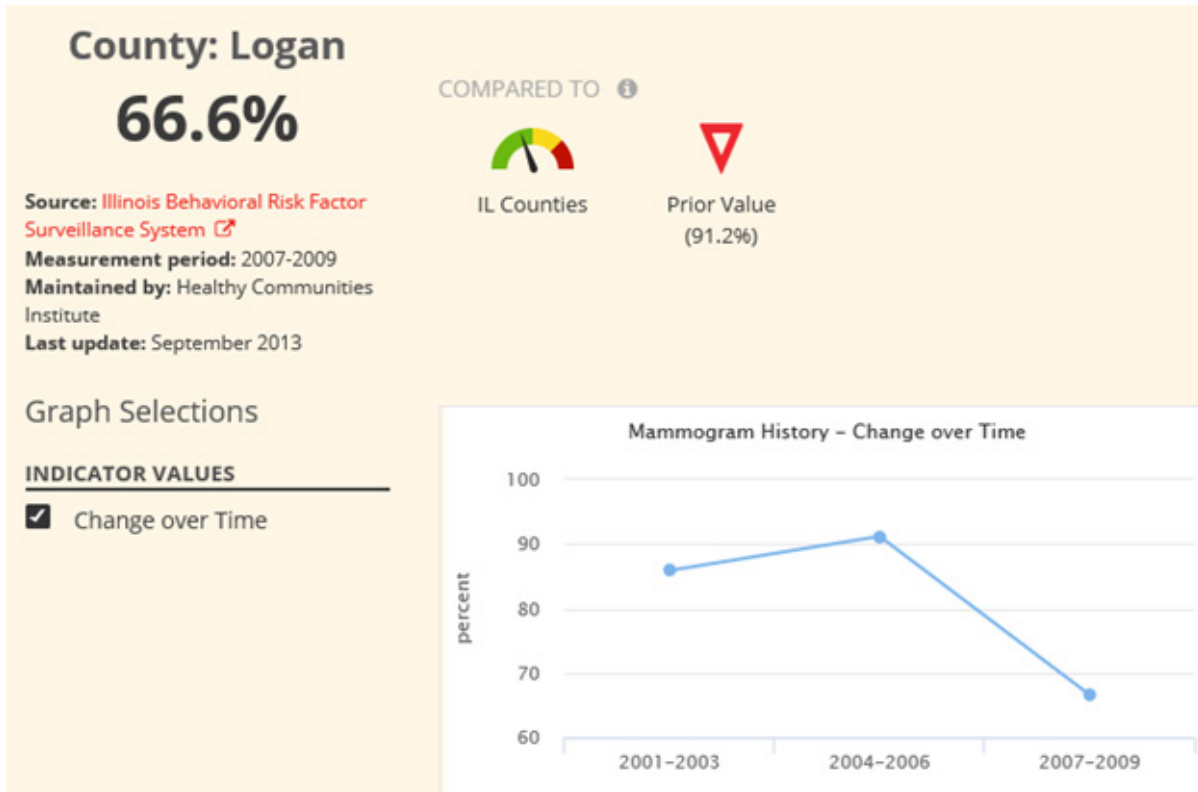 County: Logan
66.6%
COMPARED TO
IL Counties
Prior Value
(91.2%)
Source: Illinois Behavioral Risk Factor
Surveillance System
Measurement period: 2007-2009
Maintained by: Healthy Communities
Institute
Last update: September 2013
Graph Selections
INDICATOR VALUES
Change over Time
Mammogram History – Change over Time
percent
100
90
80
70
60
2001-2003
2004-2006
2007-2009